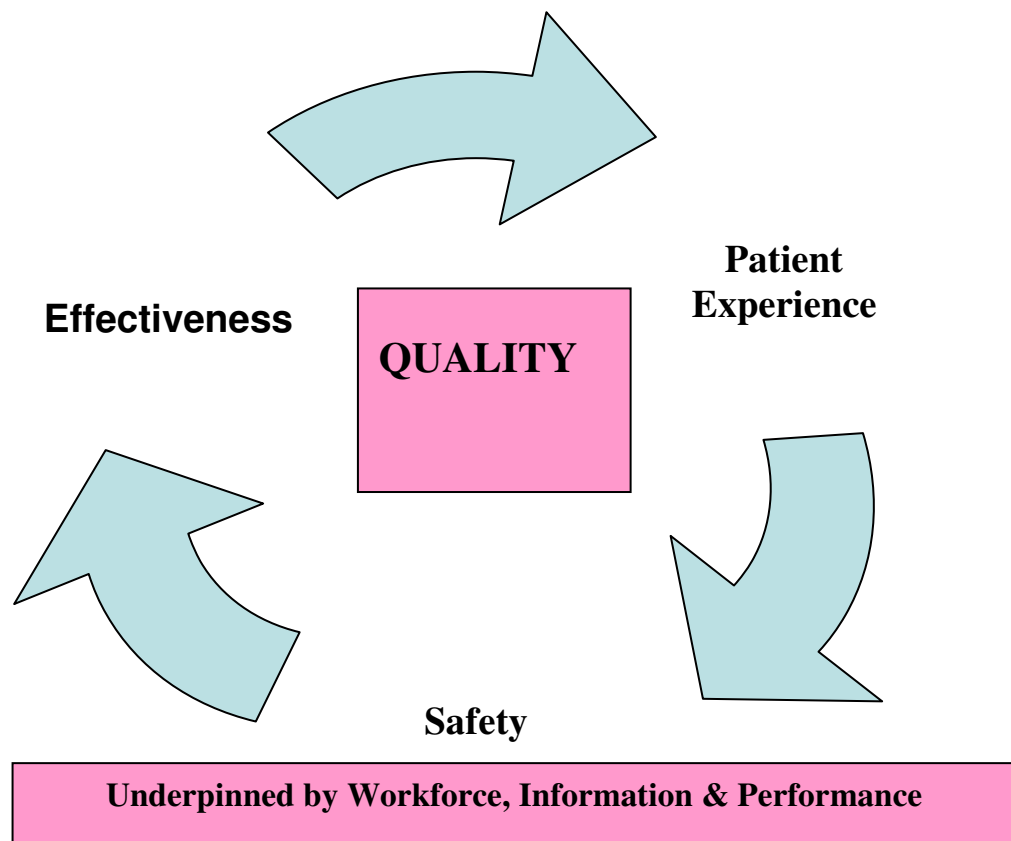 Patient
Experience
Effectiveness
QUALITY
Safety
Underpinned by Workforce, Information & Performance